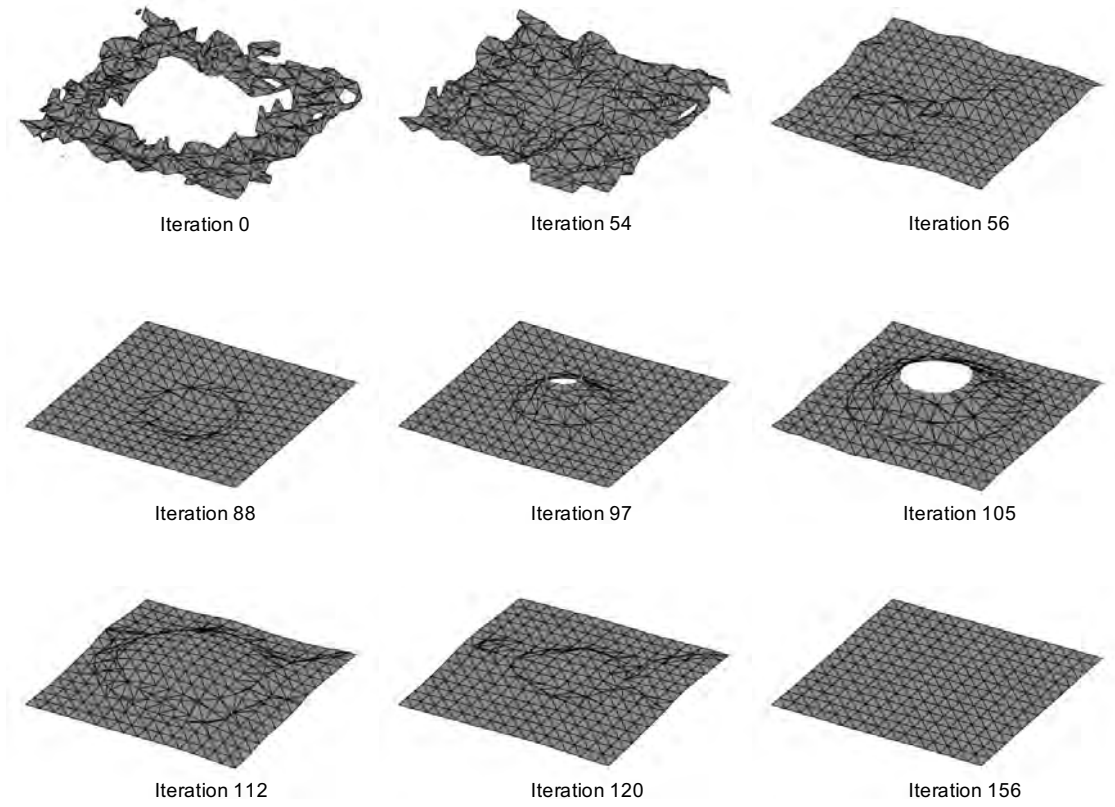 Iteration 0
Iteration 54
Iteration 56
Iteration 88
Iteration 97
Iteration 105
Iteration 112
Iteration 120
Iteration 156